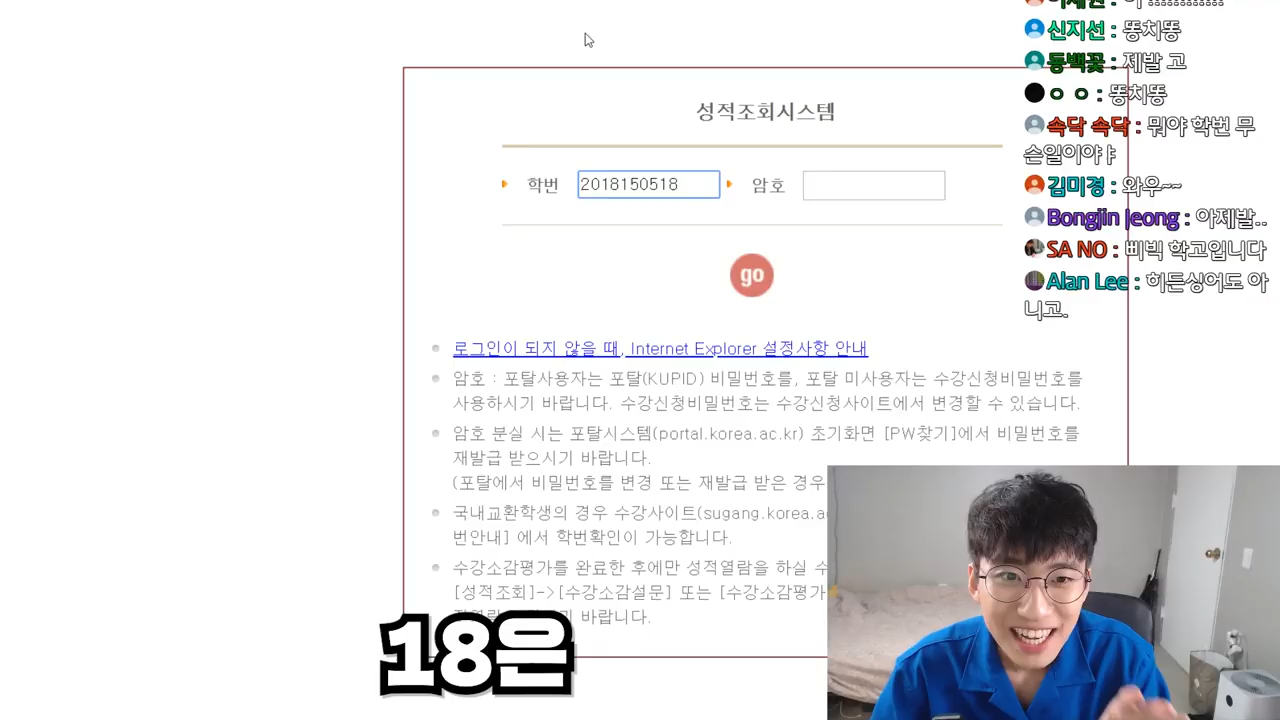 성적조회시스템
학번 2018150518 암호
go
로그인이 되지 않을 때, Internet Explorer 설정사항 안내
암호 : 포탈사용자는 포탈(KUPID) 비밀번호를, 포탈 미사용자는 수강신청비밀번호를
사용하시기 바랍니다. 수강신청비밀번호는 수강신청사이트에서 변경할 수 있습니다.
암호 분실 시는 포탈시스템(portal.korea.ac.kr) 초기화면 [PW찾기]에서 비밀번호를
재발급 받으시기 바랍니다.
(포탈에서 비밀번호를 변경 또는 재발급 받은 경우
국내교환학생의 경우 수강사이트(sugang.korea.a
번안내] 에서 학번확인이 가능합니다.
수강소감평가를 완료한 후에만 성적열람을 하실 수
[성적조회]->[수강소감설문] 또는 [수강소감평가
바랍니다.
18은
신지선 : 똥치똥
동백꽃 : 제발 고
ㅇ ㅇ : 똥치똥
속닥 속닥 : 뭐야 학번 무
슨일이야 ㅑ
김미경 : 와우~~
Bongjin Jeong : 아제발..
SA NO : 삐빅 학고입니다
Alan Lee : 히든싱어도 아
니고.